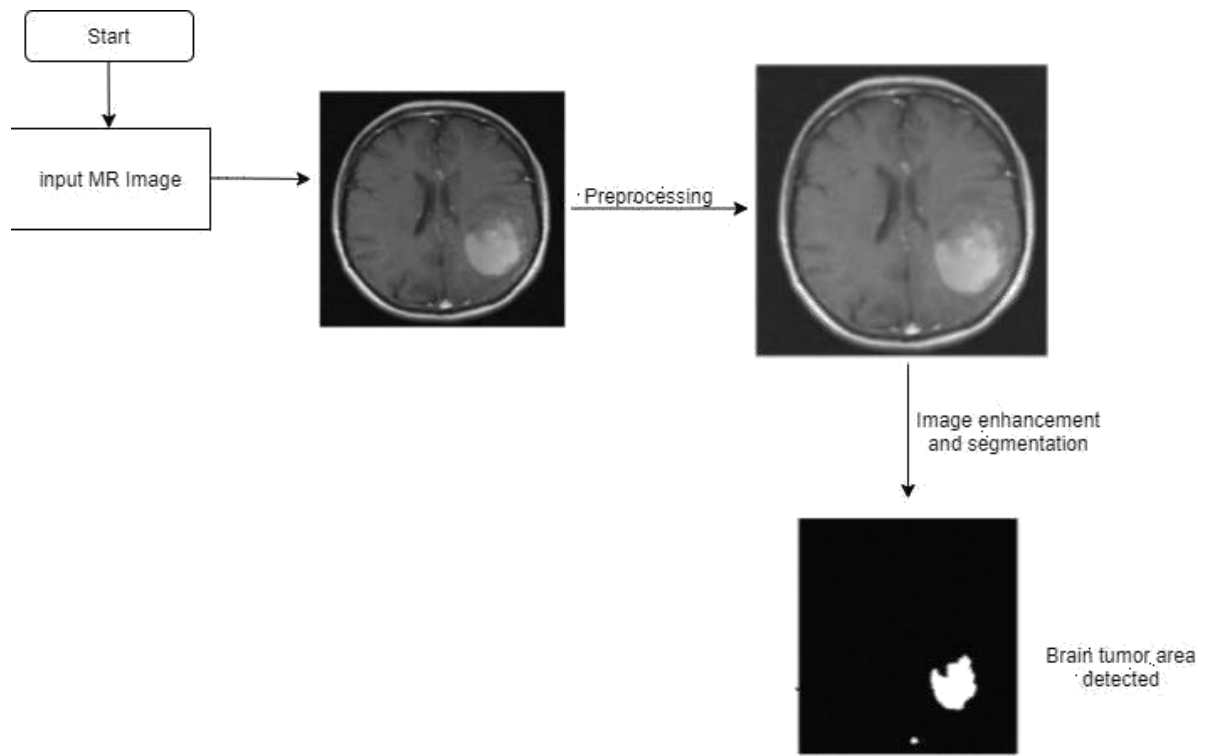 Start
input MR Image
Preprocessing
Image enhancement
and segmentation
Brain tumor area
detected